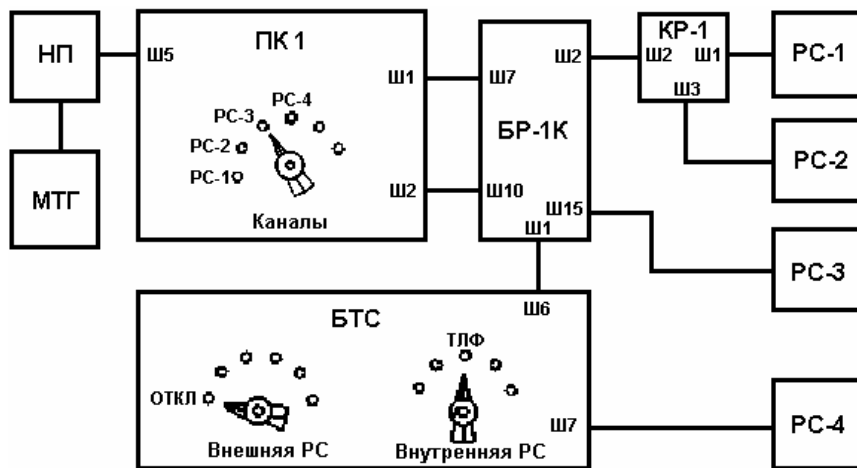 НП
МТГ
ПК 1
Ш5
Ш1
Ш2
РС-4
РС-3
РС-2
РС-1
Каналы
БР-1К
Ш7
Ш10
Ш2
Ш15
Ш1
КР-1
Ш2
Ш1
Ш3
РС-1
РС-2
РС-3
РС-4
БТС
Ш6
Ш7
ОТКЛ
Внешняя РС
ТЛФ
Внутренняя РС